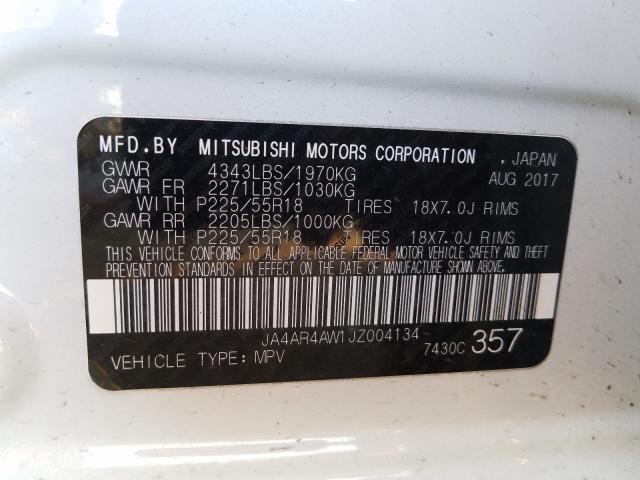 MFD.BY MITSUBISHI MOTORS CORPORATION . JAPAN
GVWR 4343LBS/1970KG AUG 2017
GAWR FR 2271LBS/1030KG
WITH P225/55R18 TIRES 18X7.0J RIMS
GAWR RR 2205LBS/1000KG
WITH P225/55R18 TIRES 18X7.0J RIMS
THIS VEHICLE CONFORMS TO ALL APPLICABLE FEDERAL MOTOR VEHICLE SAFETY AND THEFT
PREVENTION STANDARDS IN EFFECT ON THE DATE OF MANUFACTURE SHOWN ABOVE.
JA4AR4AW1JZ004134
VEHICLE TYPE: MPV 7430C 357